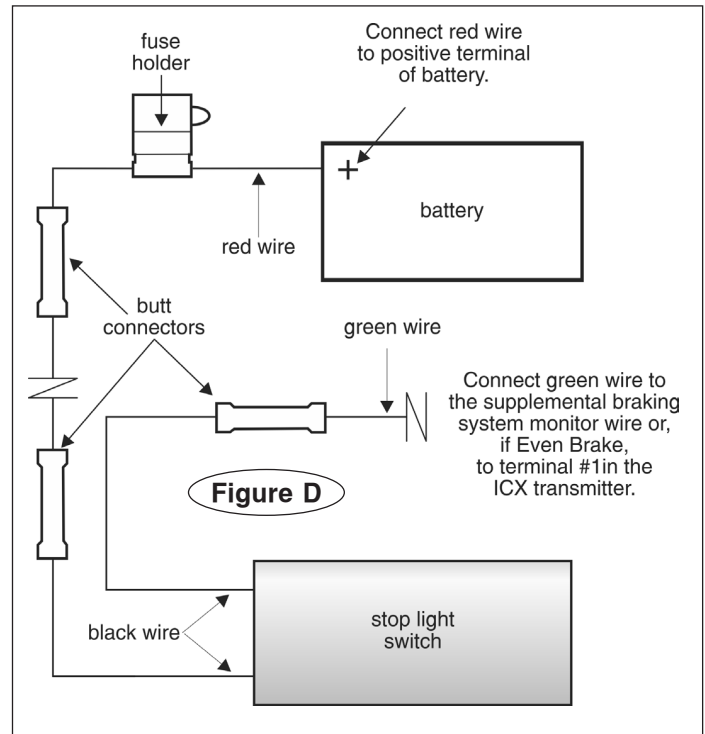 fuse
holder
Connect red wire
to positive terminal
of battery.
+
battery
red wire
butt
connectors
green wire
Connect green wire to
the supplemental braking
system monitor wire or,
if Even Brake,
to terminal #1in the
ICX transmitter.
Figure D
black wire
stop light
switch